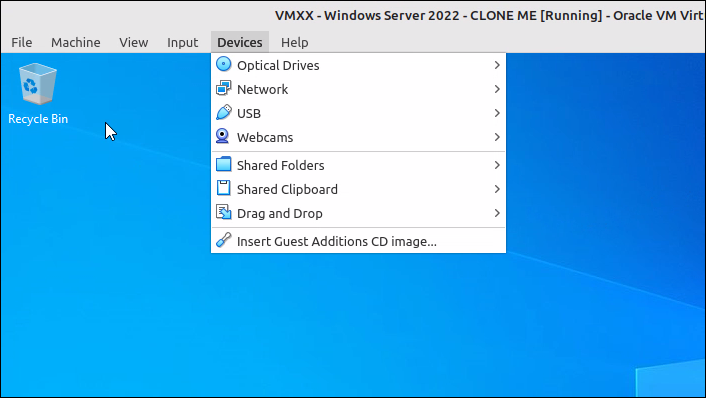 VMXX - Windows Server 2022 - CLONE ME [Running] - Oracle VM Virt
File Machine View Input Devices Help
Recycle Bin
Optical Drives
Network
USB
Webcams
Shared Folders
Shared Clipboard
Drag and Drop
Insert Guest Additions CD image...